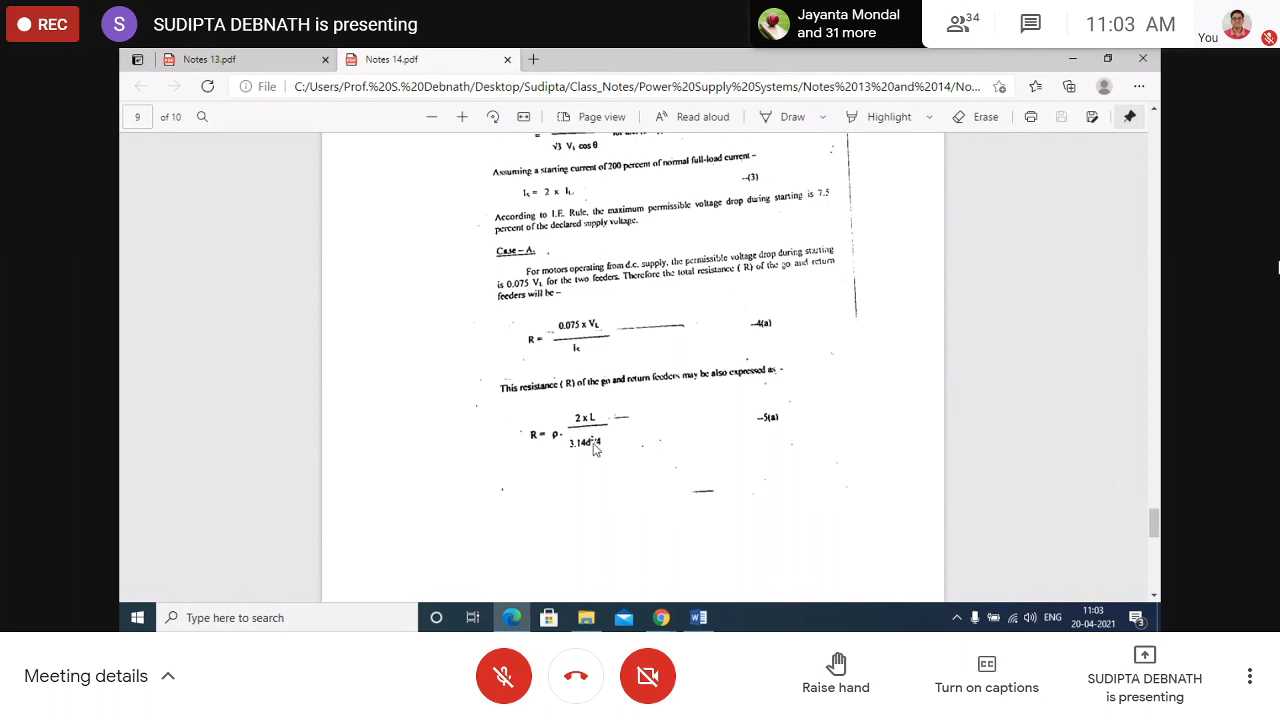 REC
S
SUDIPTA DEBNATH is presenting
Jayanta Mondal
and 31 more
34
11:03 AM
You
Notes 13.pdf
Notes 14.pdf
File
C:/Users/Prof.%20S.%20Debnath/Desktop/Sudipta/Class_Notes/Power%20Supply%20Systems/Notes%2013%20and%2014/No...
9 of 10
Page view
Read aloud
Draw
Highlight
Erase
=
√3 VL cos θ
Assuming a starting current of 200 percent of normal full-load current –
Is = 2 x IL. --(3)
According to I.E. Rule, the maximum permissible voltage drop during starting is 7.5
percent of the declared supply voltage.
Case – A.
For motors operating from d.c. supply, the permissible voltage drop during starting
is 0.075 VL for the two feeders. Therefore the total resistance ( R) of the go and return
feeders will be –
0.075 x VL
R = --4(a)
Is
This resistance ( R) of the go and return feeders may be also expressed as -
2 x L
R = ρ. --5(a)
3.14d²/4
Type here to search
ENG
11:03
20-04-2021
3
Meeting details
Raise hand
Turn on captions
SUDIPTA DEBNATH
is presenting